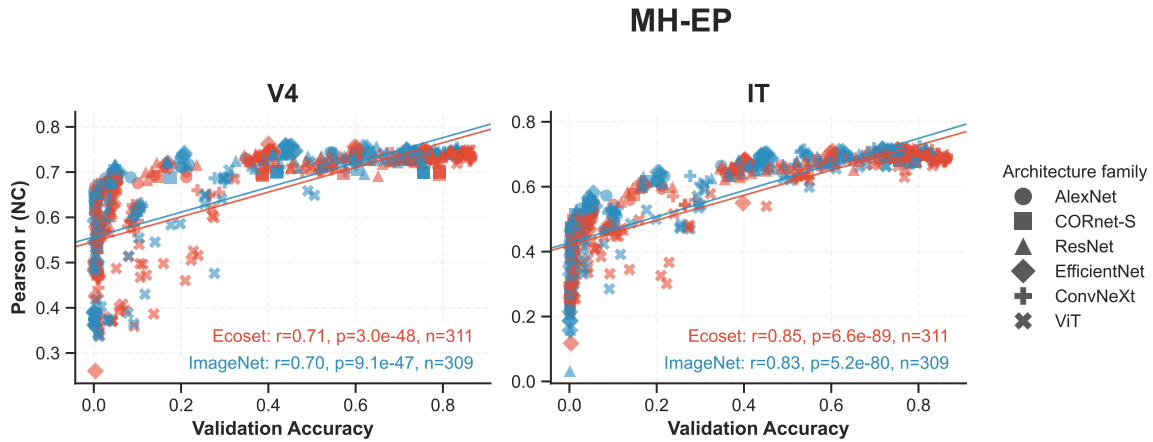 MH-EP
V4
Pearson r (NC)
0.8
0.7
0.6
0.5
0.4
0.3
0.0 0.2 0.4 0.6 0.8
Validation Accuracy
Ecoset: r=0.71, p=3.0e-48, n=311
ImageNet: r=0.70, p=9.1e-47, n=309
IT
0.8
0.6
0.4
0.2
0.0
0.0 0.2 0.4 0.6 0.8
Validation Accuracy
Ecoset: r=0.85, p=6.6e-89, n=311
ImageNet: r=0.83, p=5.2e-80, n=309
Architecture family
AlexNet
CORnet-S
ResNet
EfficientNet
ConvNeXt
ViT